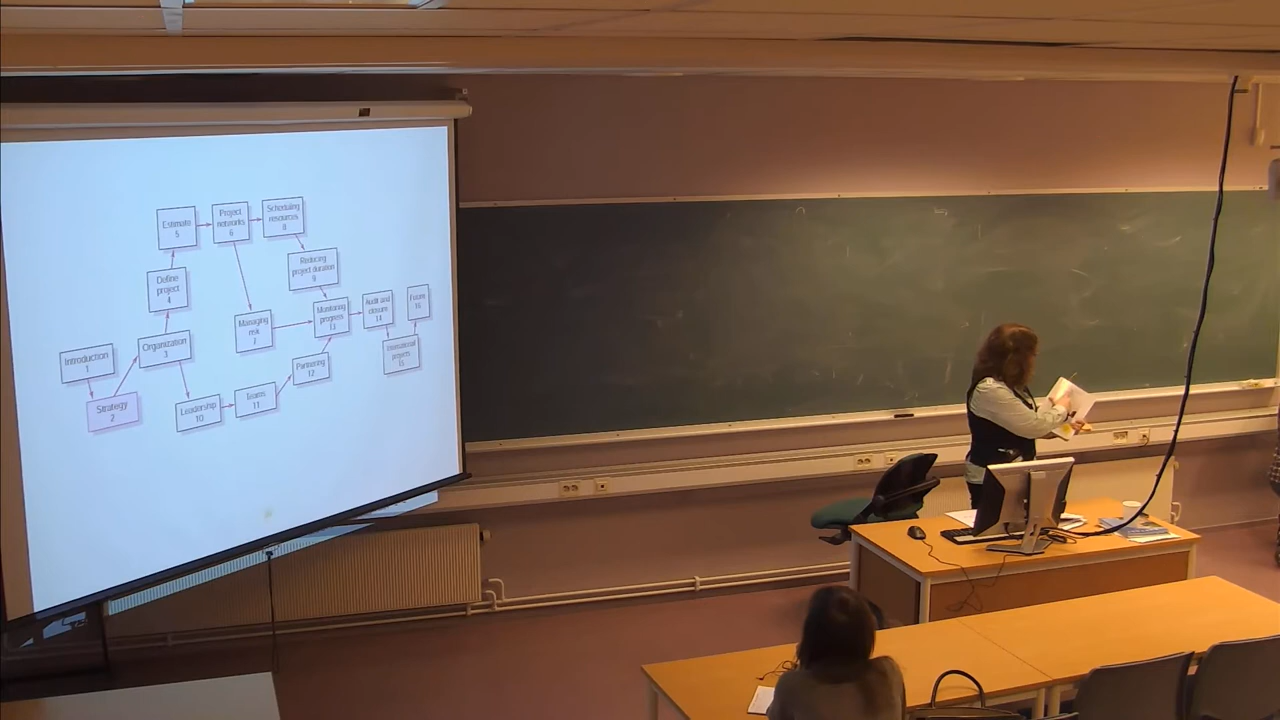 Estimate
5
Project
networks
6
Scheduling
resources
8
Define
project
4
Reducing
project duration
9
Managing
risk
7
Monitoring
progress
13
Audit and
closure
14
Future
16
Introduction
1
Organization
3
International
projects
15
Strategy
2
Leadership
10
Teams
11
Partnering
12